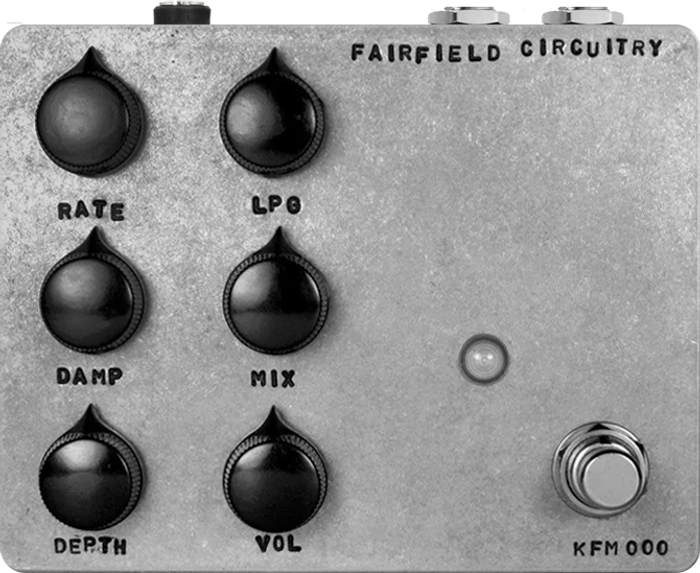 FAIRFIELD CIRCUITRY
RATE LPG
DAMP MIX
DEPTH VOL
KFM 000